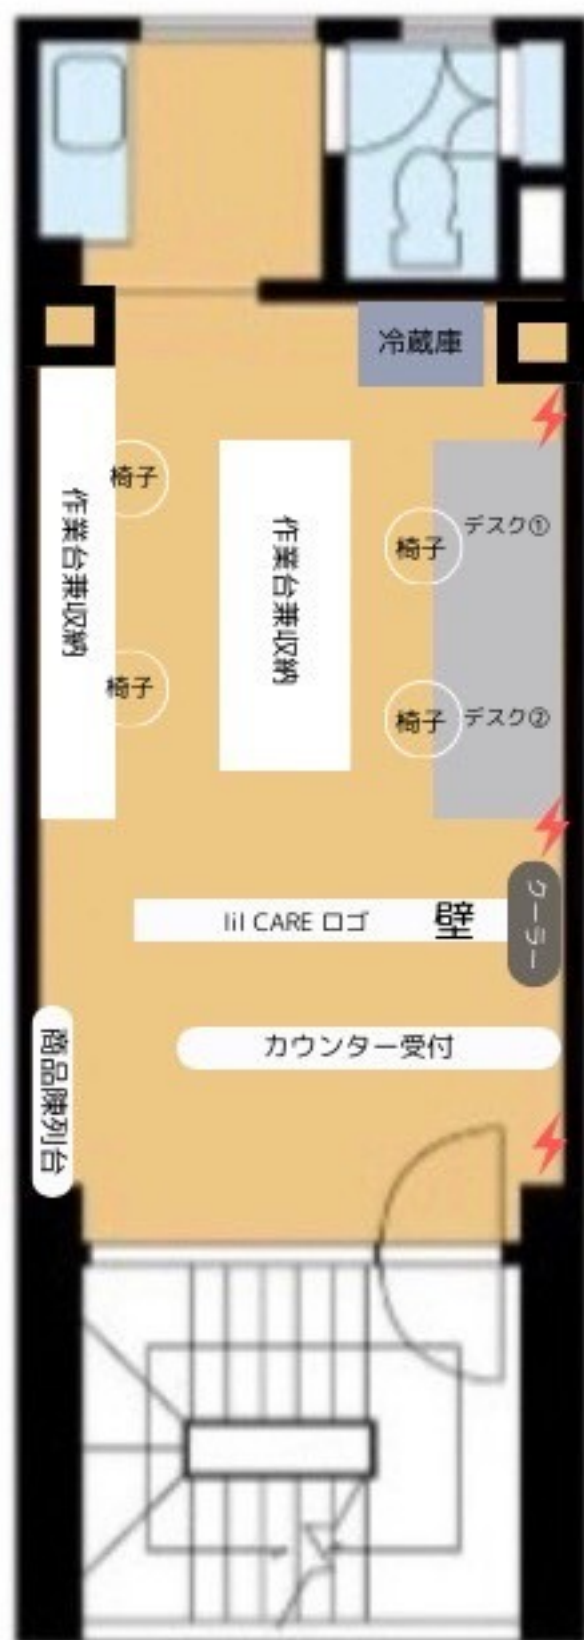 冷蔵庫
椅子
作業台兼収納
作業台兼収納
椅子
デスク①
椅子
椅子
デスク②
lil CARE ロゴ
壁
クーラー
カウンター受付
商品陳列台